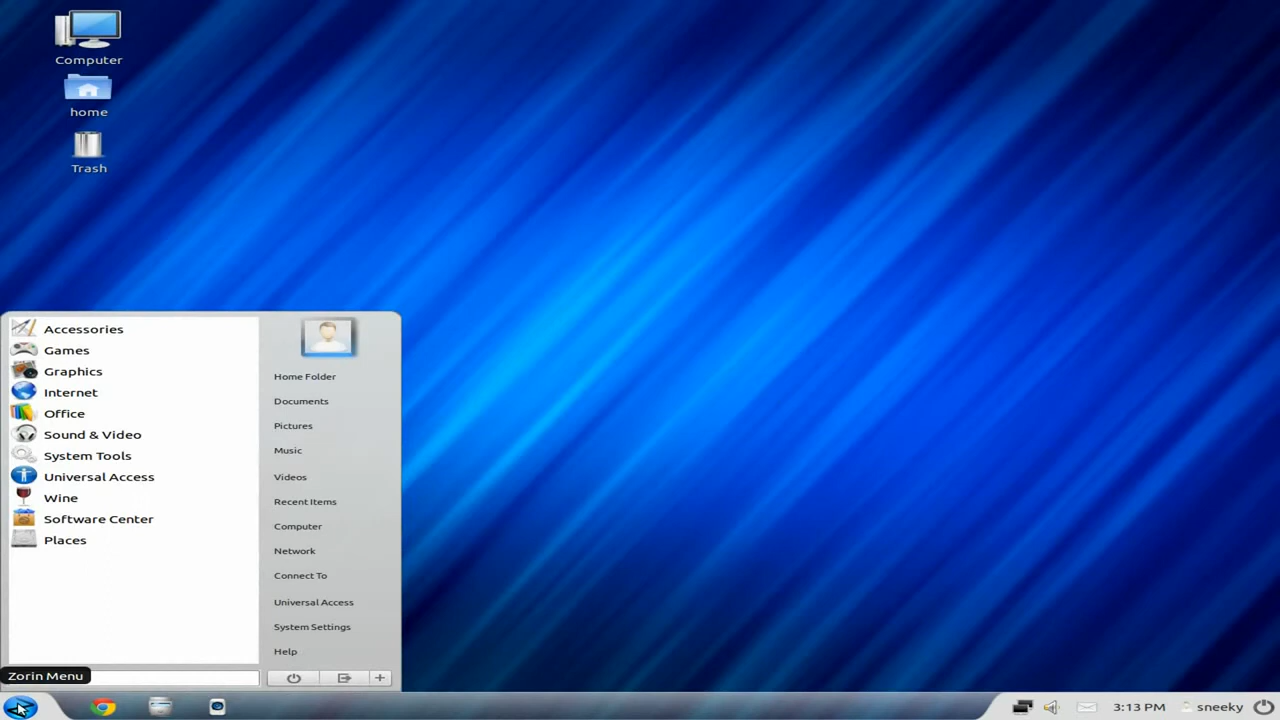 Computer
home
Trash
Accessories
Games
Graphics
Internet
Office
Sound & Video
System Tools
Universal Access
Wine
Software Center
Places
Home Folder
Documents
Pictures
Music
Videos
Recent Items
Computer
Network
Connect To
Universal Access
System Settings
Help
Zorin Menu
3:13 PM sneeky